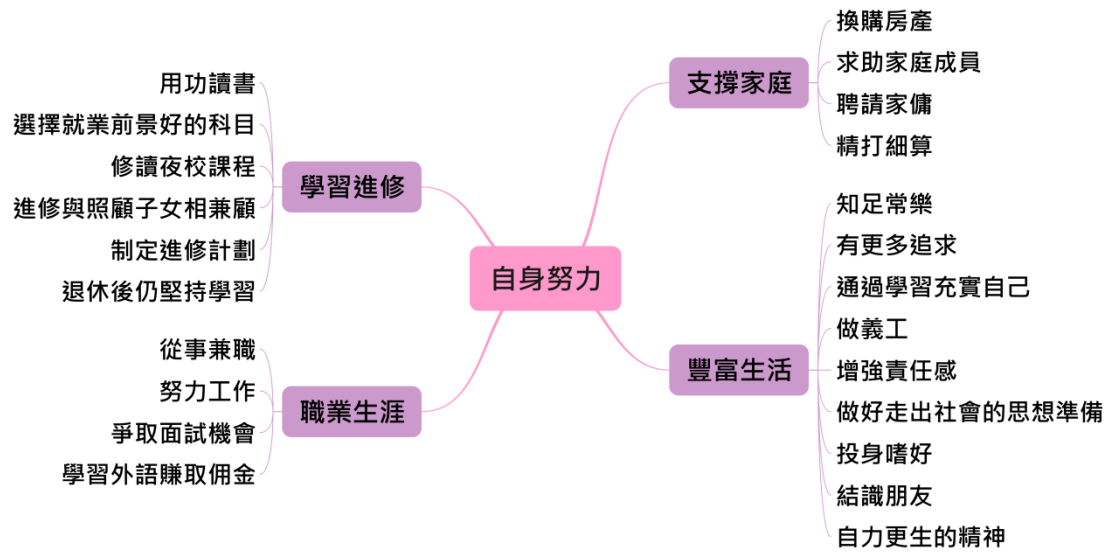 自身努力
學習進修
用功讀書
選擇就業前景好的科目
修讀夜校課程
進修與照顧子女相兼顧
制定進修計劃
退休後仍堅持學習
職業生涯
從事兼職
努力工作
爭取面試機會
學習外語賺取佣金
支撐家庭
換購房產
求助家庭成員
聘請家傭
精打細算
豐富生活
知足常樂
有更多追求
通過學習充實自己
做義工
增強責任感
做好走出社會的思想準備
投身嗜好
結識朋友
自力更生的精神